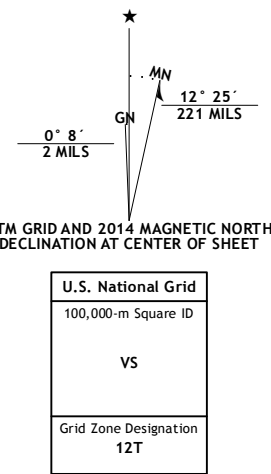 ★
MN
GN
12° 25´
221 MILS
0° 8´
2 MILS
TM GRID AND 2014 MAGNETIC NORTH
DECLINATION AT CENTER OF SHEET
U.S. National Grid
100,000-m Square ID
VS
Grid Zone Designation
12T